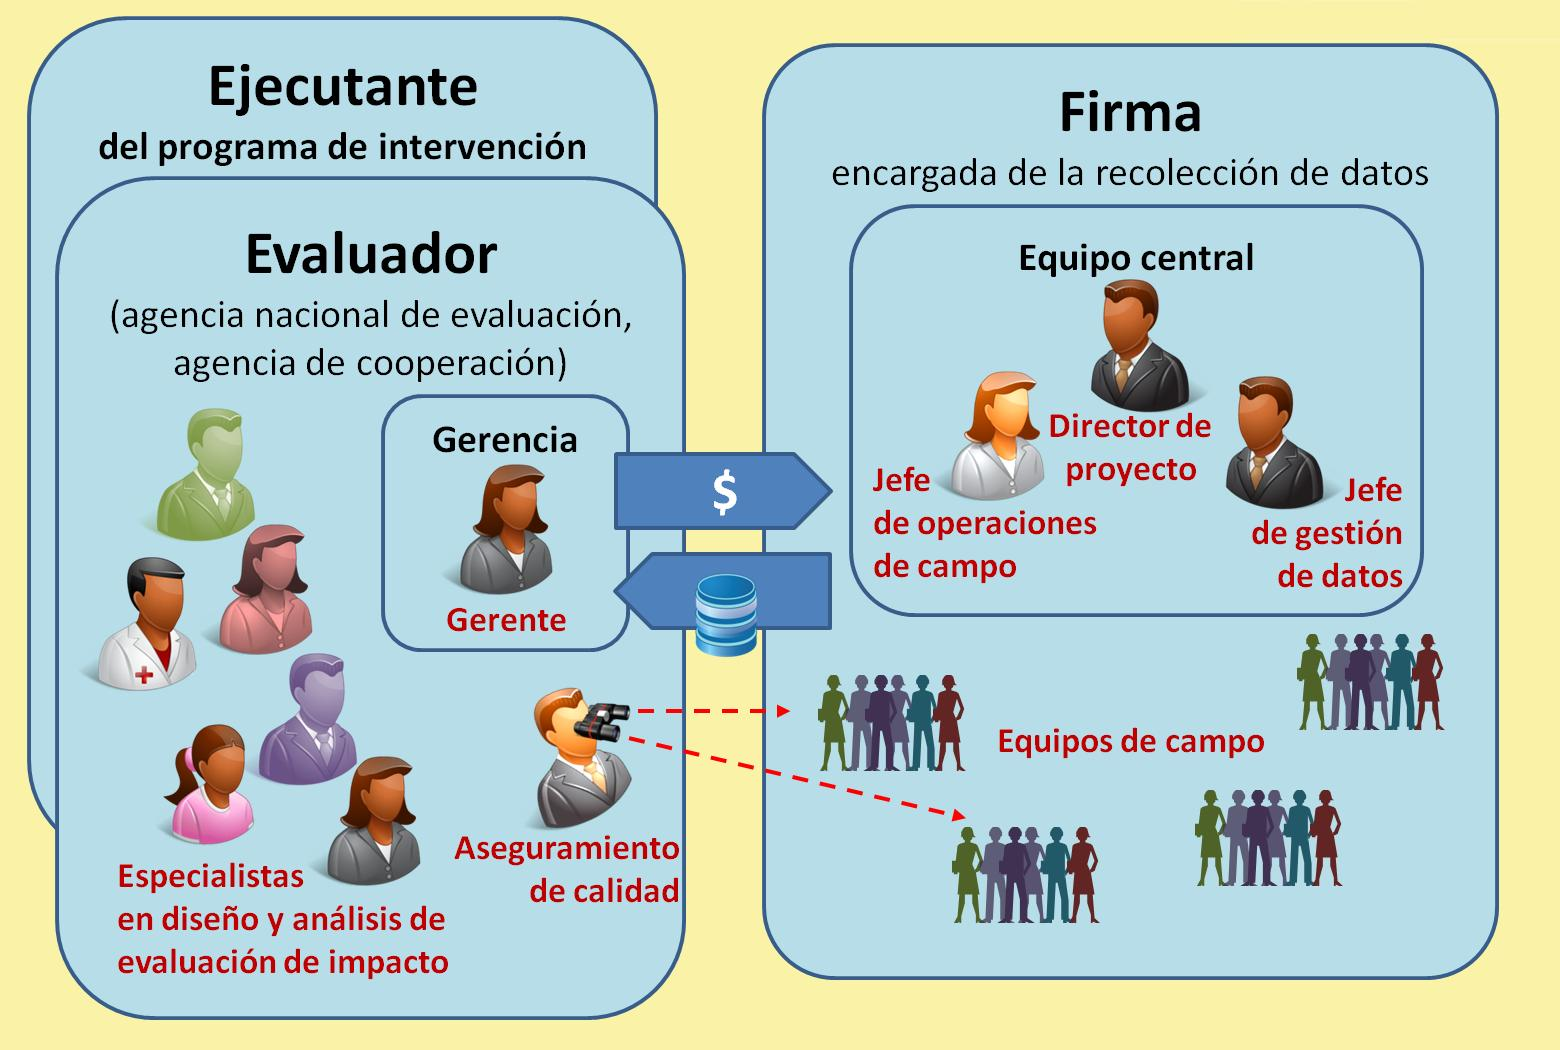 Ejecutante
del programa de intervención
Evaluador
(agencia nacional de evaluación,
agencia de cooperación)
Gerencia
Gerente
Especialistas
en diseño y análisis de
evaluación de impacto
Aseguramiento
de calidad
$
Firma
encargada de la recolección de datos
Equipo central
Director de
proyecto
Jefe
de operaciones
de campo
Jefe
de gestión
de datos
Equipos de campo